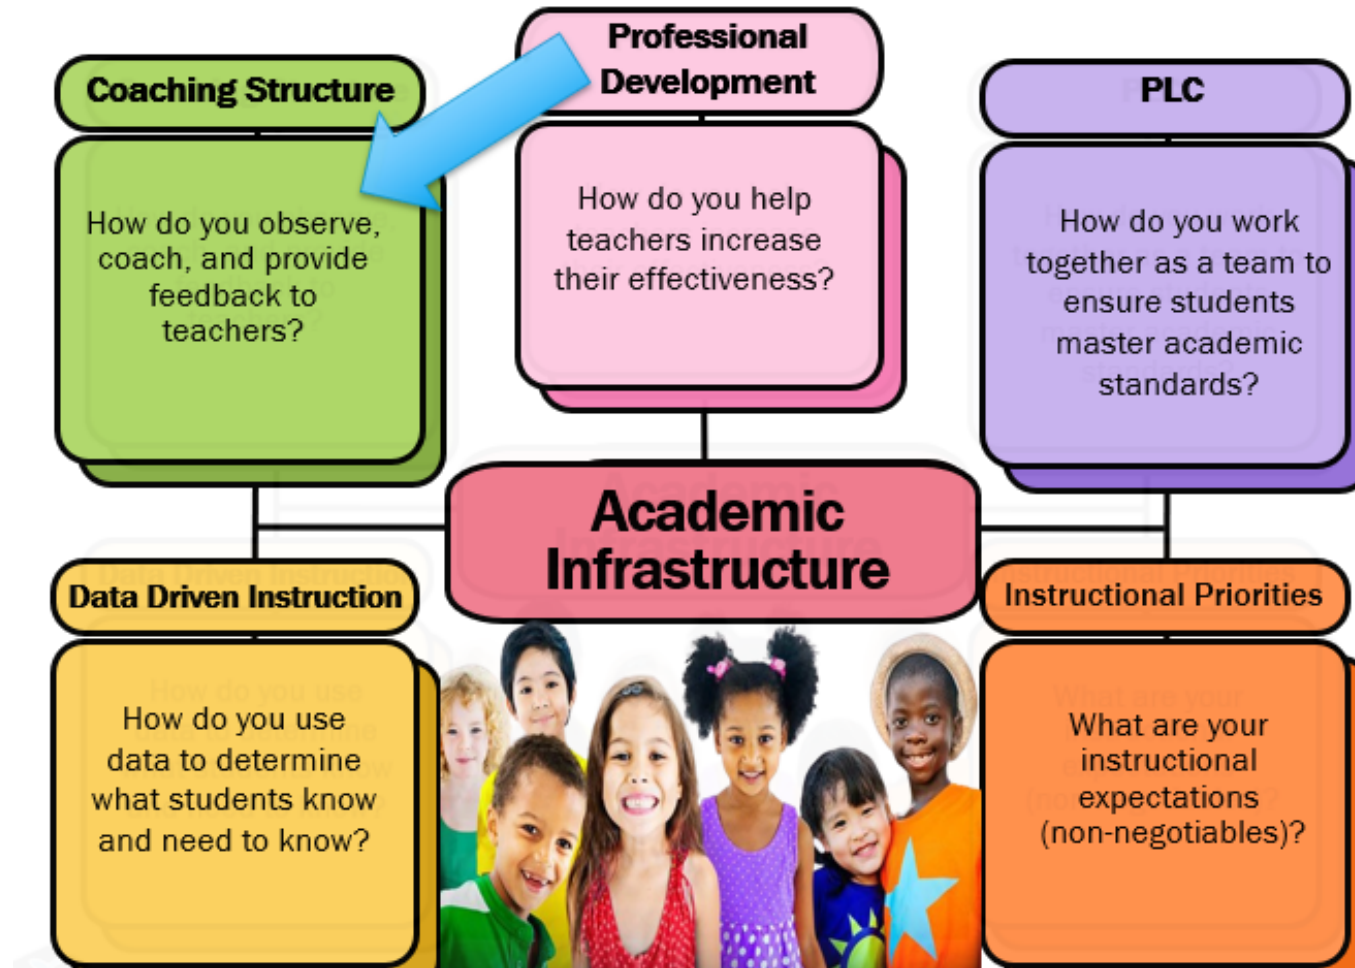 Coaching Structure
How do you observe,
coach, and provide
feedback to
teachers?
Professional
Development
How do you help
teachers increase
their effectiveness?
PLC
How do you work
together as a team to
ensure students
master academic
standards?
Academic
Infrastructure
Data Driven Instruction
How do you use
data to determine
what students know
and need to know?
Instructional Priorities
What are your
instructional
expectations
(non-negotiables)?